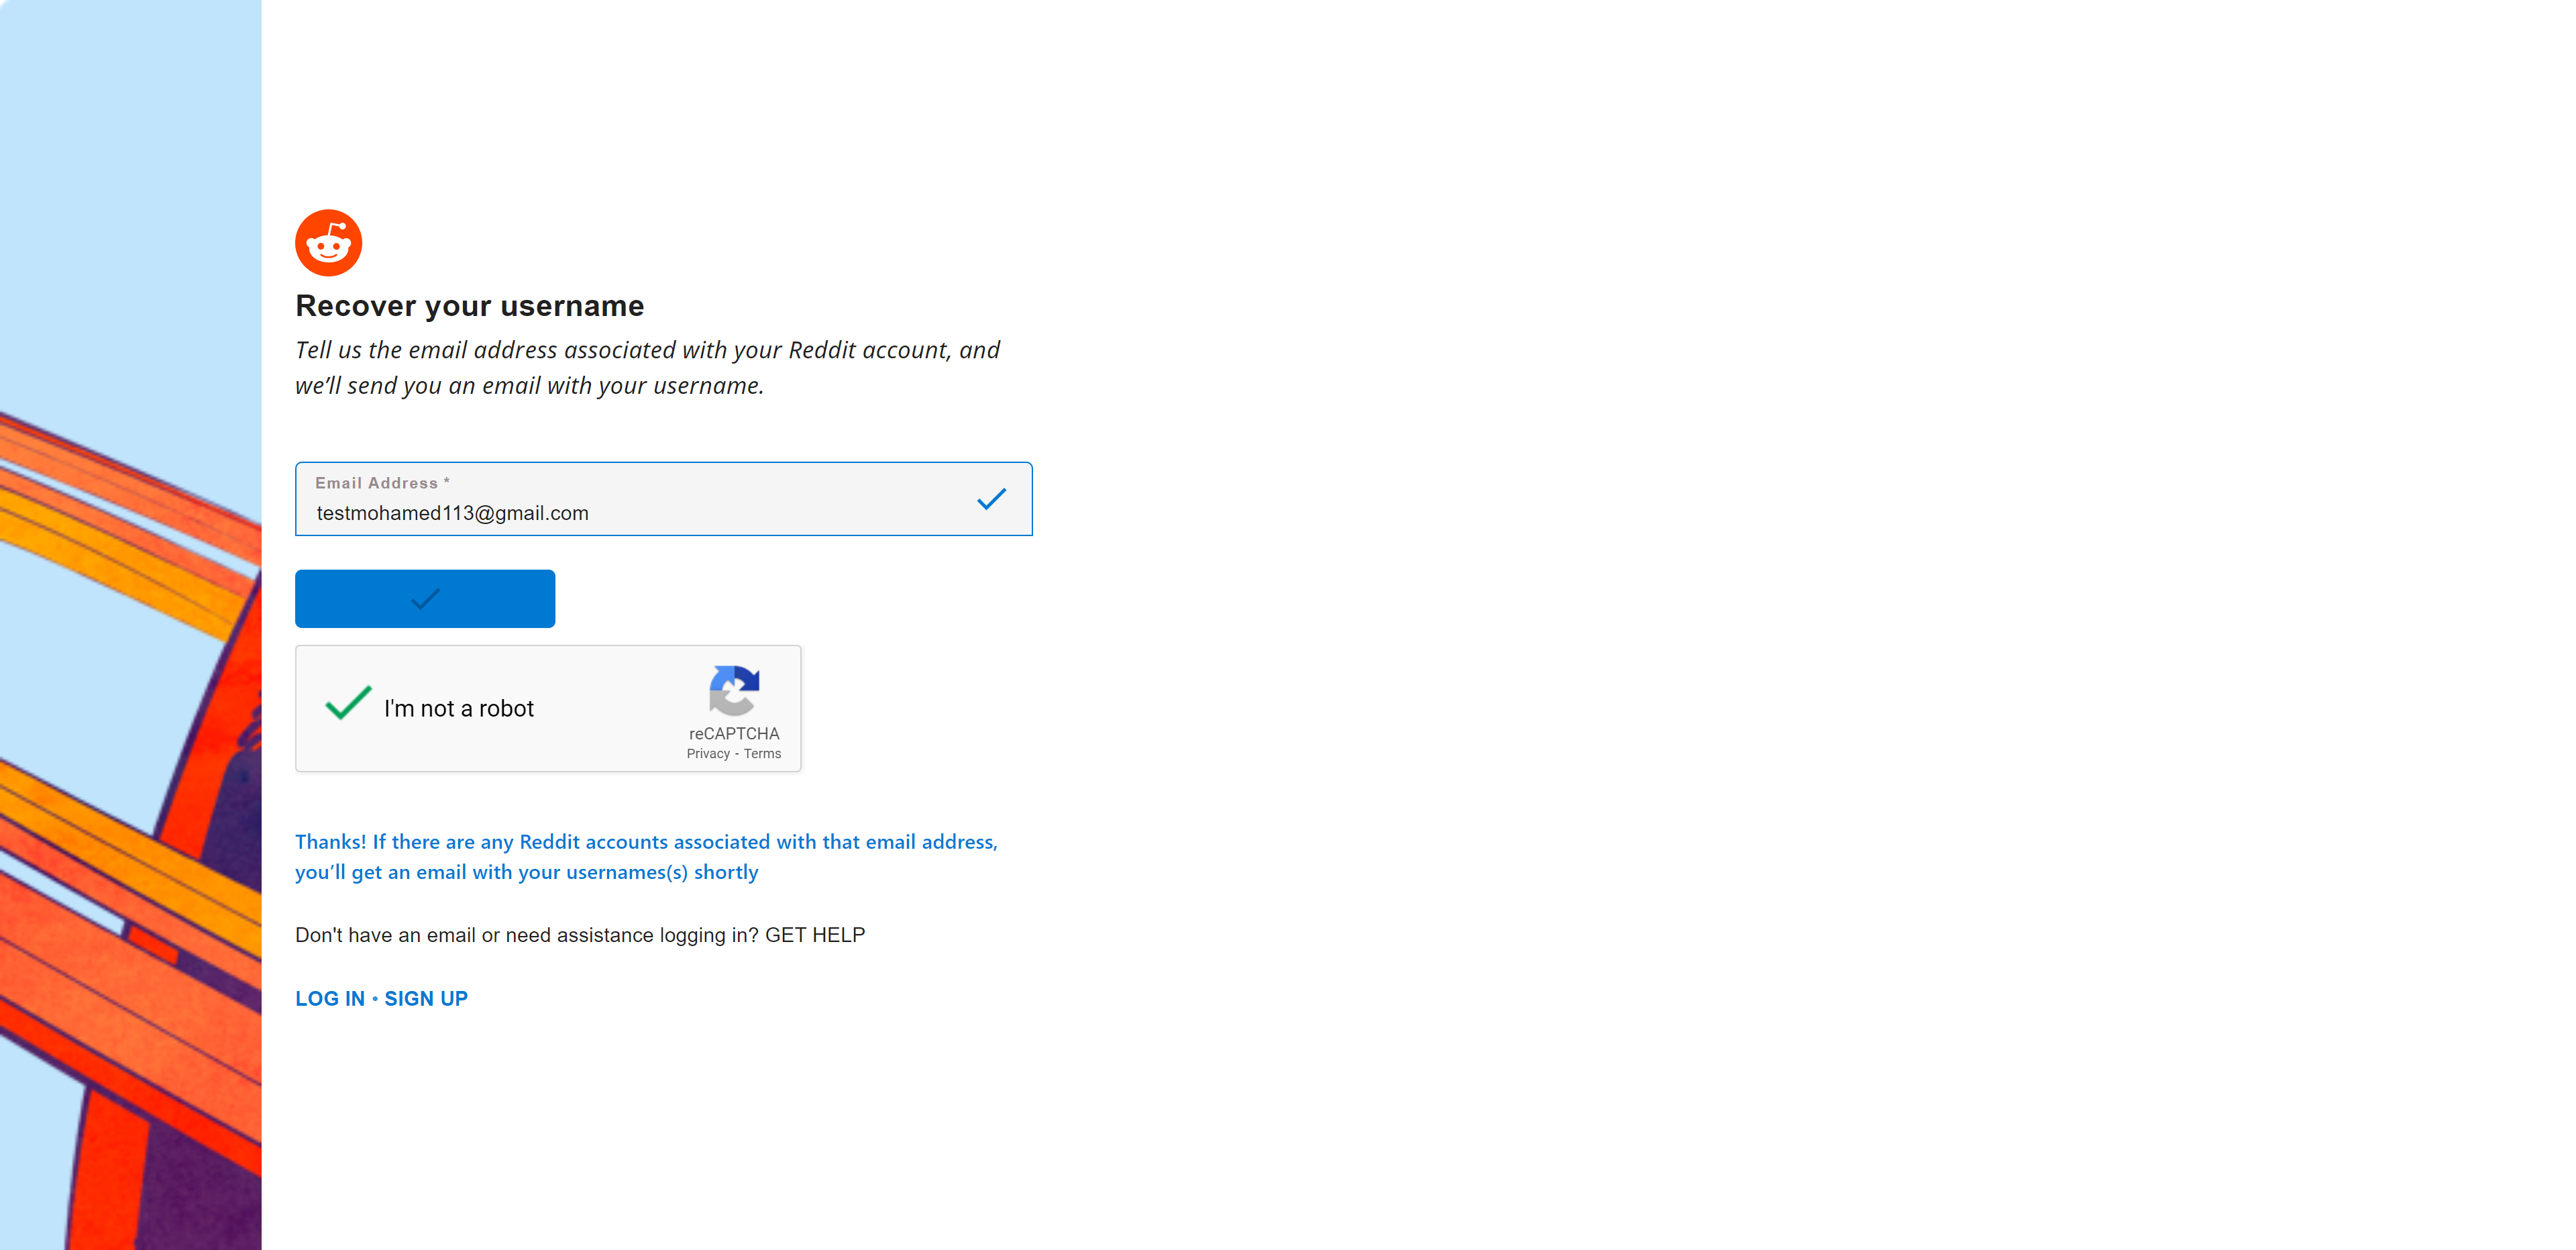 Recover your username
Tell us the email address associated with your Reddit account, and
we’ll send you an email with your username.
Email Address *
testmohamed113@gmail.com
I'm not a robot
reCAPTCHA
Privacy - Terms
Thanks! If there are any Reddit accounts associated with that email address,
you’ll get an email with your usernames(s) shortly
Don't have an email or need assistance logging in? GET HELP
LOG IN • SIGN UP